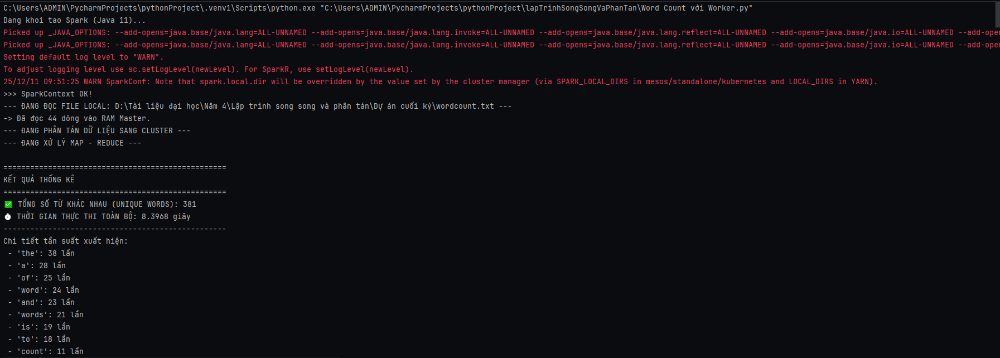 C:\Users\ADMIN\PycharmProjects\pythonProject\.venv1\Scripts\python.exe "C:\Users\ADMIN\PycharmProjects\pythonProject\lapTrinhSongSongVaPhanTan\Word Count với Worker.py"
Dang khoi tao Spark (Java 11)...
Picked up _JAVA_OPTIONS: --add-opens=java.base/java.lang=ALL-UNNAMED --add-opens=java.base/java.lang.invoke=ALL-UNNAMED --add-opens=java.base/java.lang.reflect=ALL-UNNAMED --add-opens=java.base/java.io=ALL-UNNAMED --add-ope
Picked up _JAVA_OPTIONS: --add-opens=java.base/java.lang=ALL-UNNAMED --add-opens=java.base/java.lang.invoke=ALL-UNNAMED --add-opens=java.base/java.lang.reflect=ALL-UNNAMED --add-opens=java.base/java.io=ALL-UNNAMED --add-ope
Setting default log level to "WARN".
To adjust logging level use sc.setLogLevel(newLevel). For SparkR, use setLogLevel(newLevel).
25/12/11 09:51:25 WARN SparkConf: Note that spark.local.dir will be overridden by the value set by the cluster manager (via SPARK_LOCAL_DIRS in mesos/standalone/kubernetes and LOCAL_DIRS in YARN).
>>> SparkContext OK!
--- ĐANG ĐỌC FILE LOCAL: D:\Tài liệu đại học\Năm 4\Lập trình song song và phân tán\Dự án cuối kỳ\wordcount.txt ---
-> Đã đọc 44 dòng vào RAM Master.
--- ĐANG PHÂN TÁN DỮ LIỆU SANG CLUSTER ---
--- ĐANG XỬ LÝ MAP - REDUCE ---
==================================================
KẾT QUẢ THỐNG KÊ
==================================================
✅ TỔNG SỐ TỪ KHÁC NHAU (UNIQUE WORDS): 381
⏱ THỜI GIAN THỰC THI TOÀN BỘ: 8.3968 giây
--------------------------------------------------
Chi tiết tần suất xuất hiện:
- 'the': 38 lần
- 'a': 28 lần
- 'of': 25 lần
- 'word': 24 lần
- 'and': 23 lần
- 'words': 21 lần
- 'is': 19 lần
- 'to': 18 lần
- 'count': 11 lần